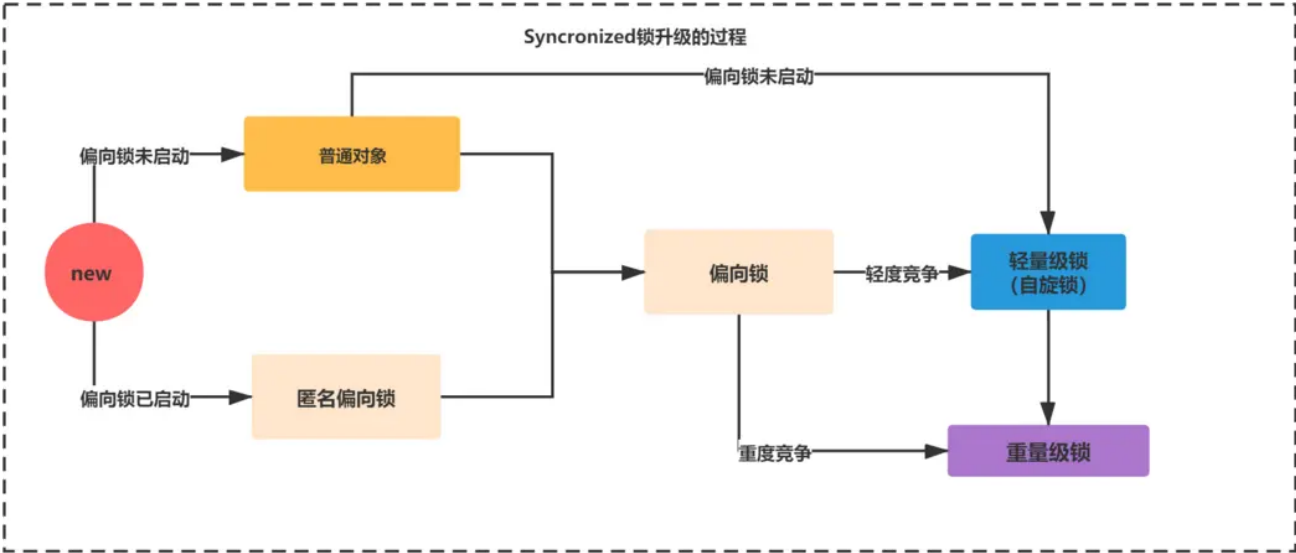 Syncronized锁升级的过程
偏向锁未启动
偏向锁未启动
普通对象
new
偏向锁
轻度竞争
轻量级锁
（自旋锁）
偏向锁已启动
匿名偏向锁
重度竞争
重量级锁